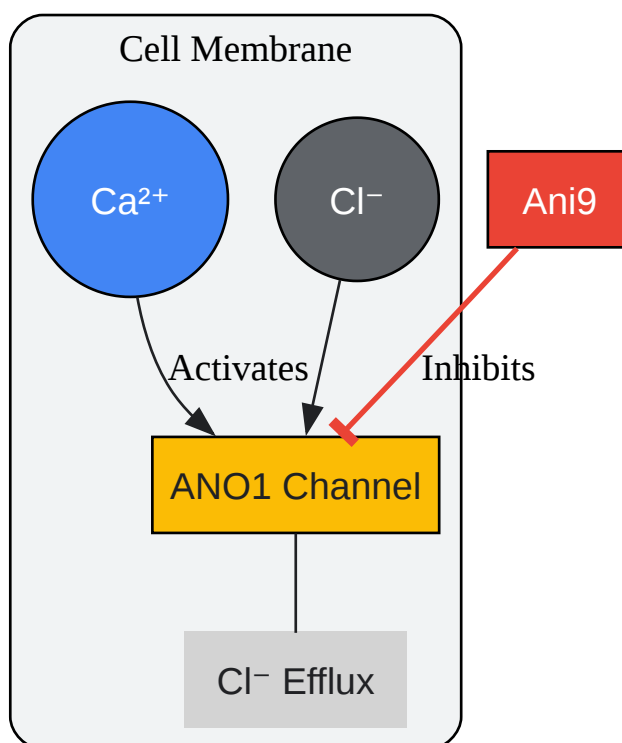 Cell Membrane
Ca²⁺
Cl⁻
Ani9
Activates
Inhibits
ANO1 Channel
Cl⁻ Efflux